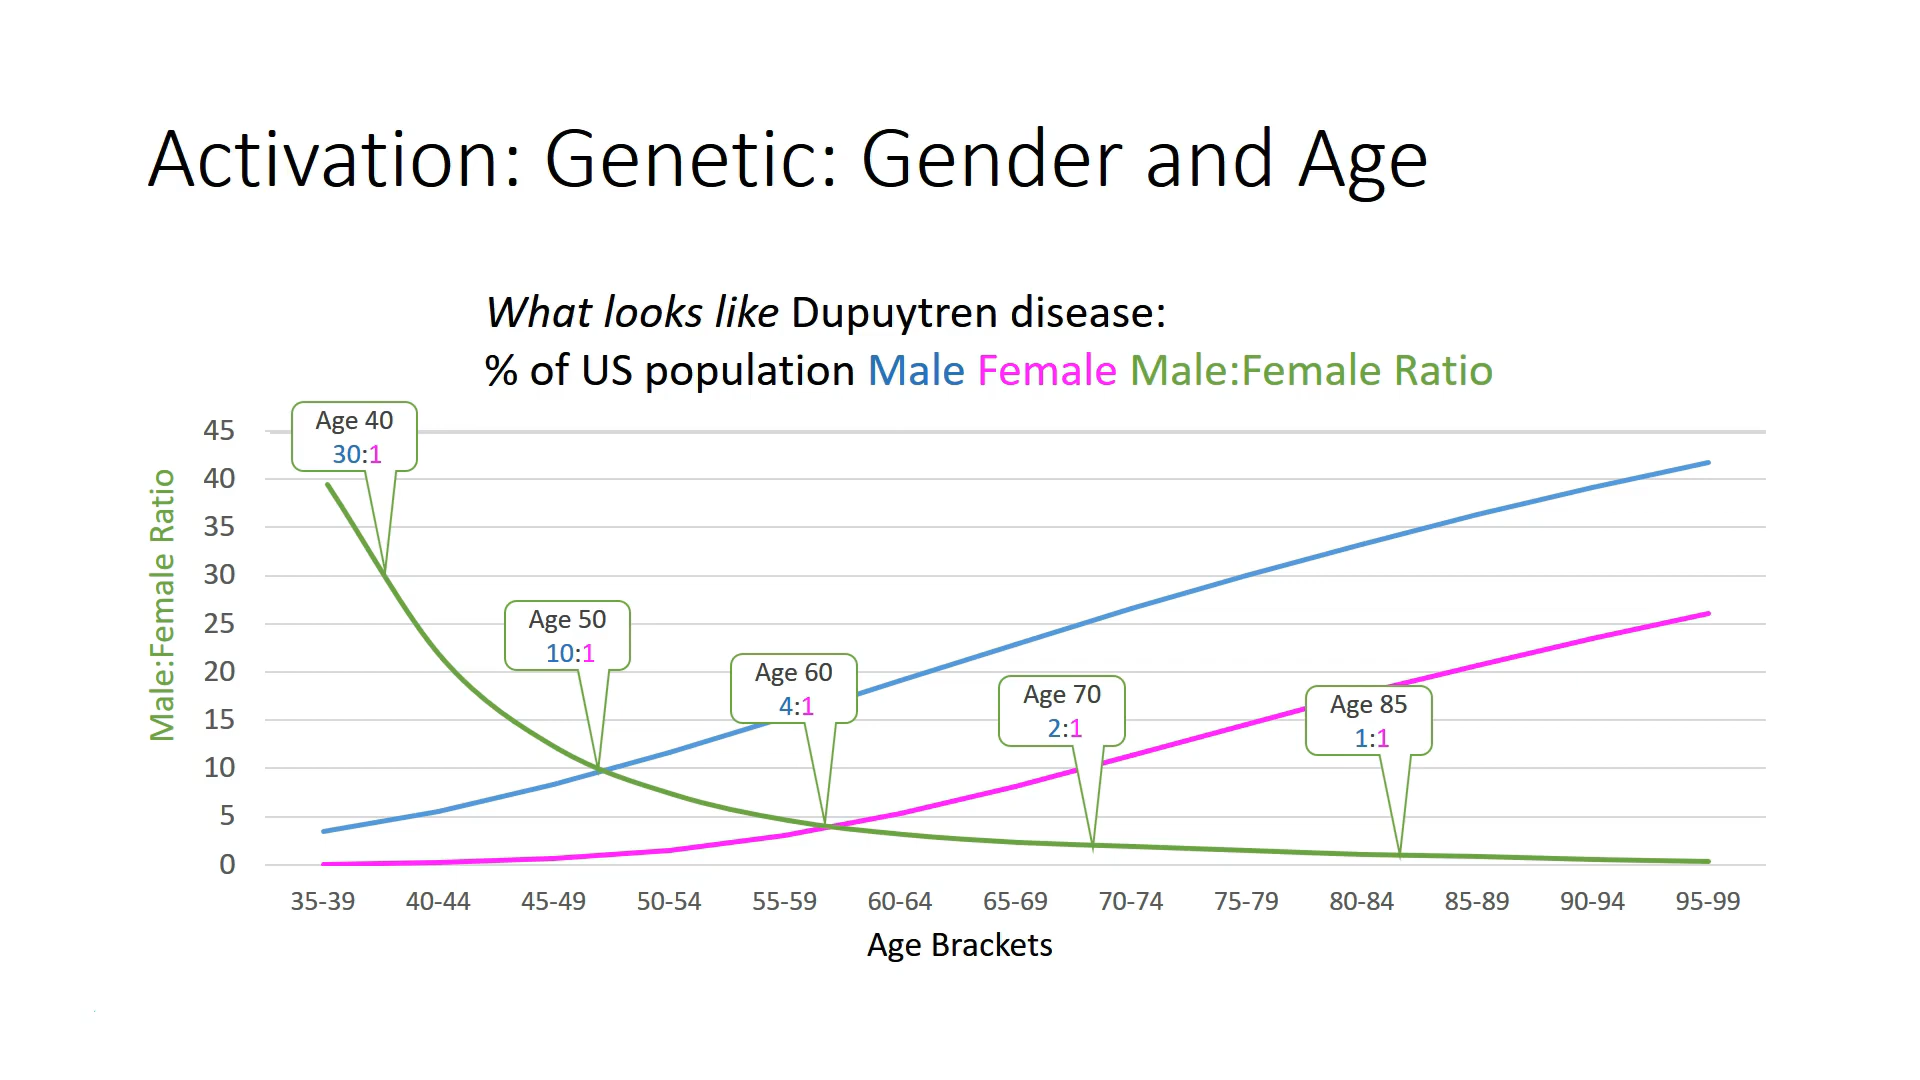 Activation: Genetic: Gender and Age
What looks like Dupuytren disease:
% of US population Male Female Male:Female Ratio
Age 40
30:1
Age 50
10:1
Age 60
4:1
Age 70
2:1
Age 85
1:1
Male:Female Ratio
45
40
35
30
25
20
15
10
5
0
35-39 40-44 45-49 50-54 55-59 60-64 65-69 70-74 75-79 80-84 85-89 90-94 95-99
Age Brackets